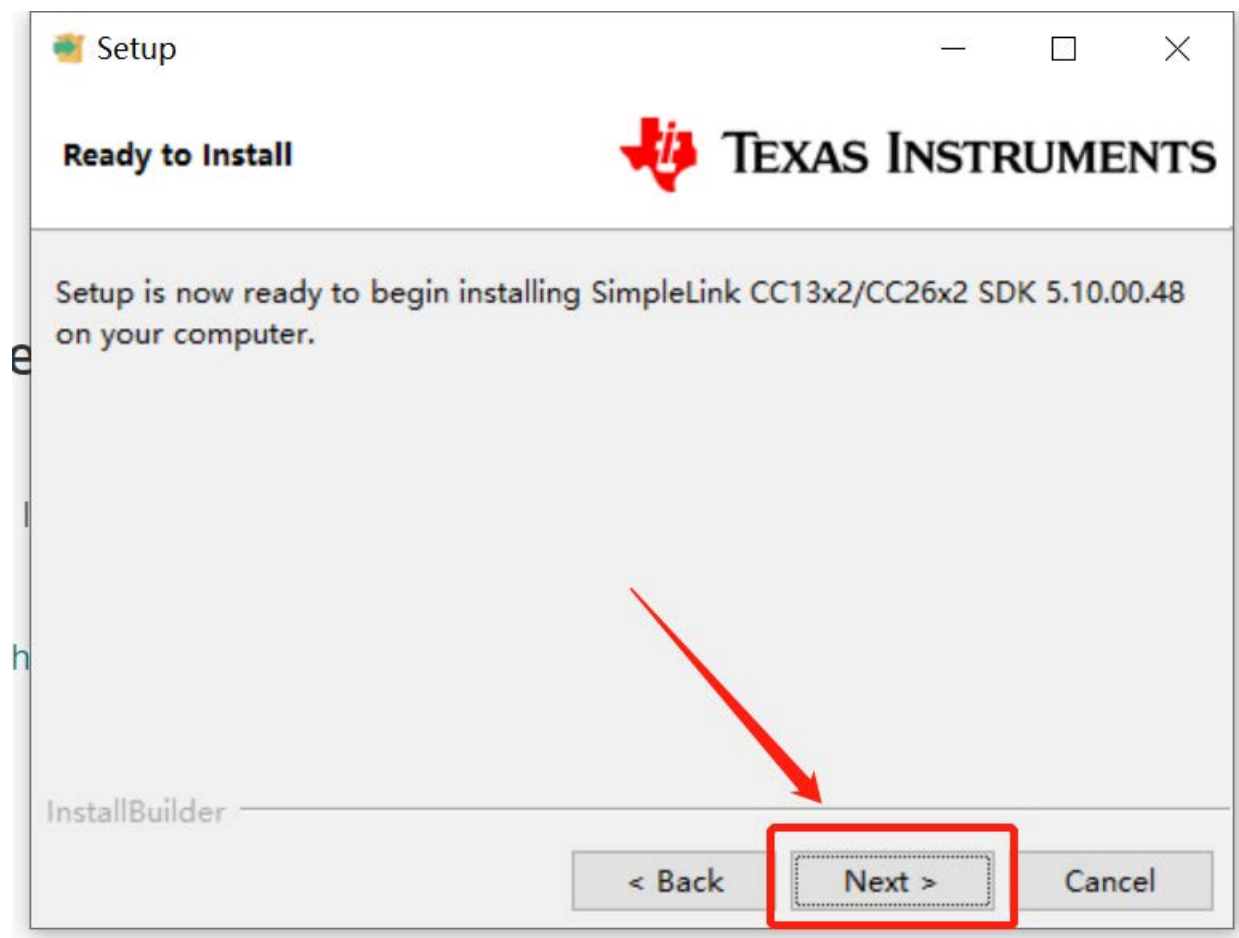 Setup
Ready to Install
TEXAS INSTRUMENTS
Setup is now ready to begin installing SimpleLink CC13x2/CC26x2 SDK 5.10.00.48
on your computer.
e
h
InstallBuilder
< Back
Next >
Cancel